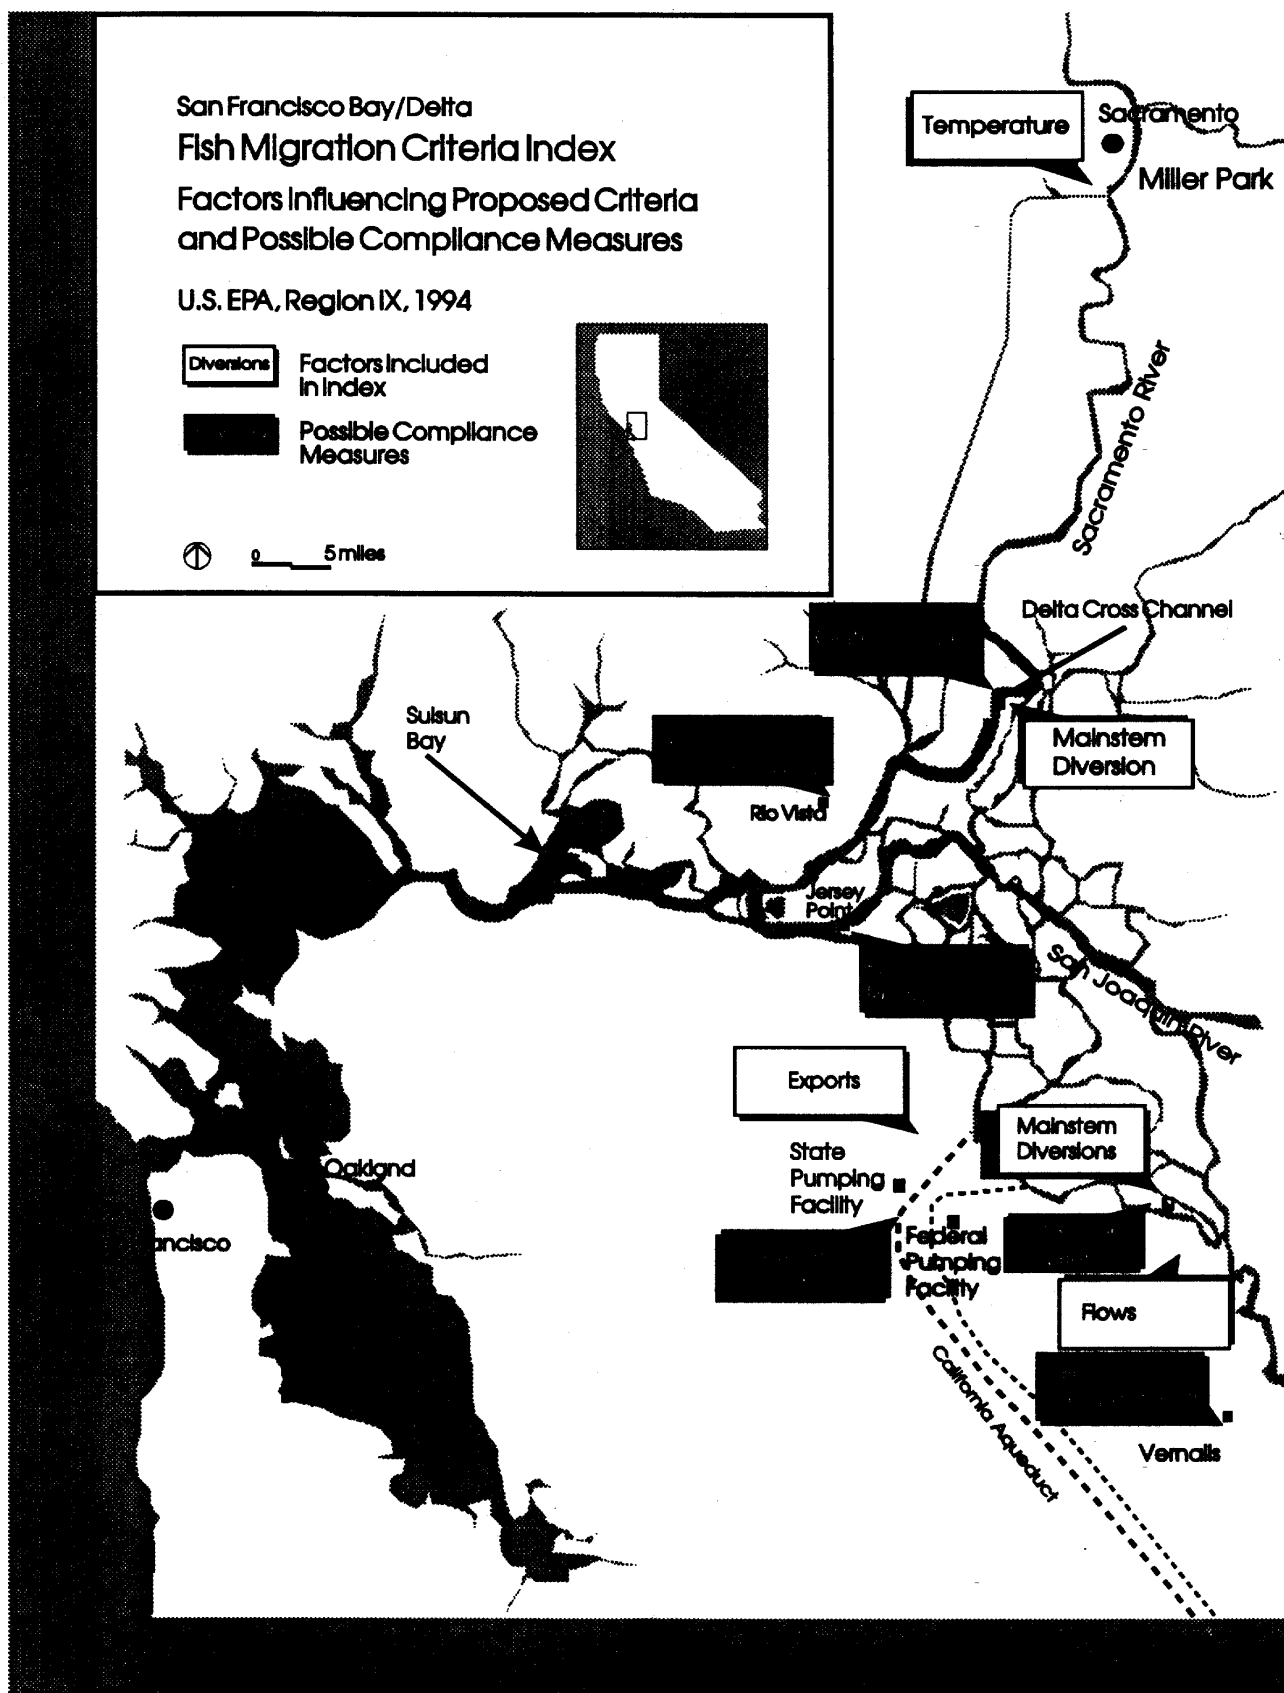 San Francisco Bay/Delta
Fish Migration Criteria Index
Factors Influencing Proposed Criteria
and Possible Compliance Measures
U.S. EPA, Region IX, 1994
Diversions
Factors Included
in Index
Possible Compliance
Measures
0 5 miles
Temperature
Sacramento
Miller Park
Sacramento River
Delta Cross Channel
Mainstem
Diversion
Suisun
Bay
Rio Vista
Jersey
Point
San Joaquin River
Exports
State
Pumping
Facility
Mainstem
Diversions
Federal
Pumping
Facility
Flows
California Aqueduct
Vernalis
Oakland
ancisco